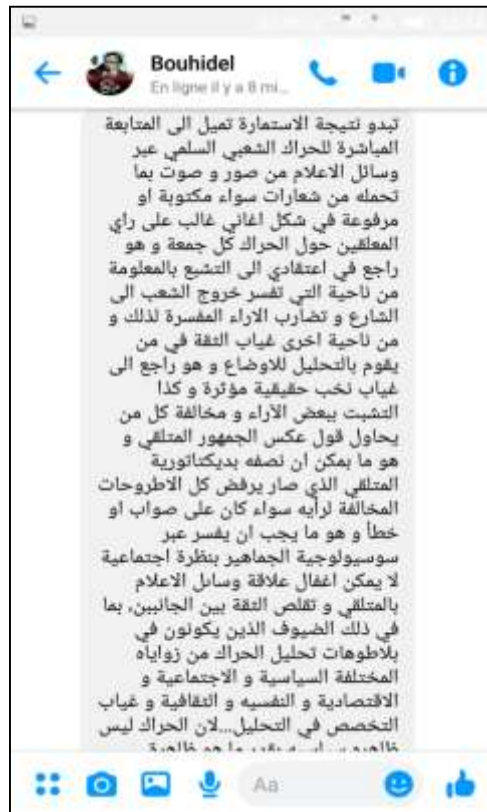 Bouhidel
En ligne il y a 8 mi...
تبدو نتيجة الاستمارة تميل الى المتابعة
المباشرة للحراك الشعبي السلمي عبر
وسائل الاعلام من صور و صوت بما
تحمله من شعارات سواء مكتوبة او
مرفوعة في شكل اغاني غالب على راي
المعلقين حول الحراك كل جمعة و هو
راجع في اعتقادي الى التشبع بالمعلومة
من ناحية التي تفسر خروج الشعب الى
الشارع و تضارب الاراء المفسرة لذلك و
من ناحية اخرى غياب الثقة في من
يقوم بالتحليل للاوضاع و هو راجع الى
غياب نخب حقيقية مؤثرة و كذا
التشبت ببعض الآراء و مخالفة كل من
يحاول قول عكس الجمهور المتلقي و
هو ما يمكن ان نصفه بديكتاتورية
المتلقي الذي صار يرفض كل الاطروحات
المخالفة لرأيه سواء كان على صواب او
خطأ و هو ما يجب ان يفسر عبر
سوسيولوجية الجماهير بنظرة اجتماعية
لا يمكن اغفال علاقة وسائل الاعلام
بالمتلقي و تقلص الثقة بين الجانبين, بما
في ذلك الضيوف الذين يكونون في
بلاطوهات تحليل الحراك من زواياه
المختلفة السياسية و الاجتماعية و
الاقتصادية و النفسيه و الثقافية و غياب
التخصص في التحليل...لان الحراك ليس
Aa